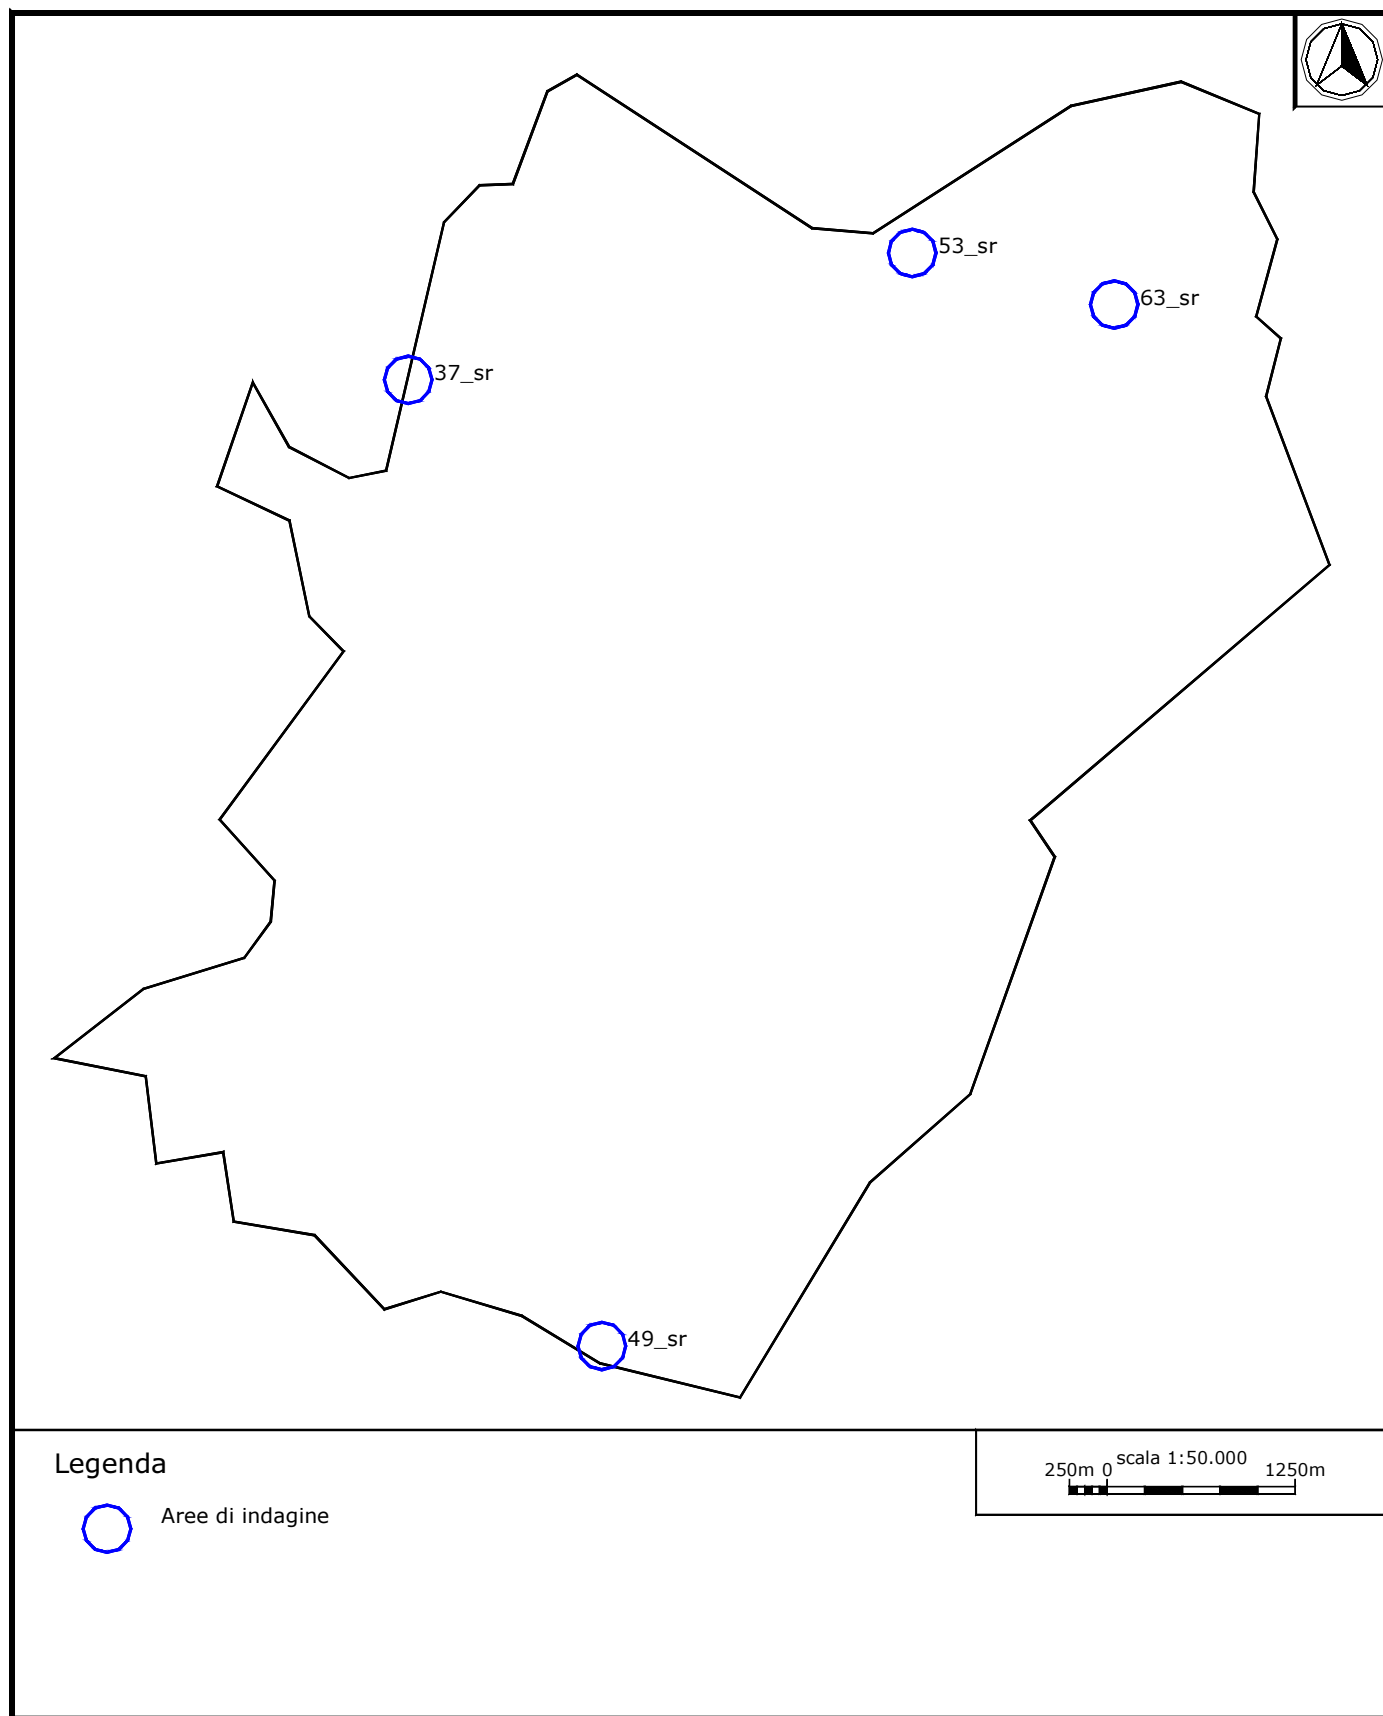 53_sr
63_sr
37_sr
49_sr
Legenda
Aree di indagine
scala 1:50.000
250m 0 1250m